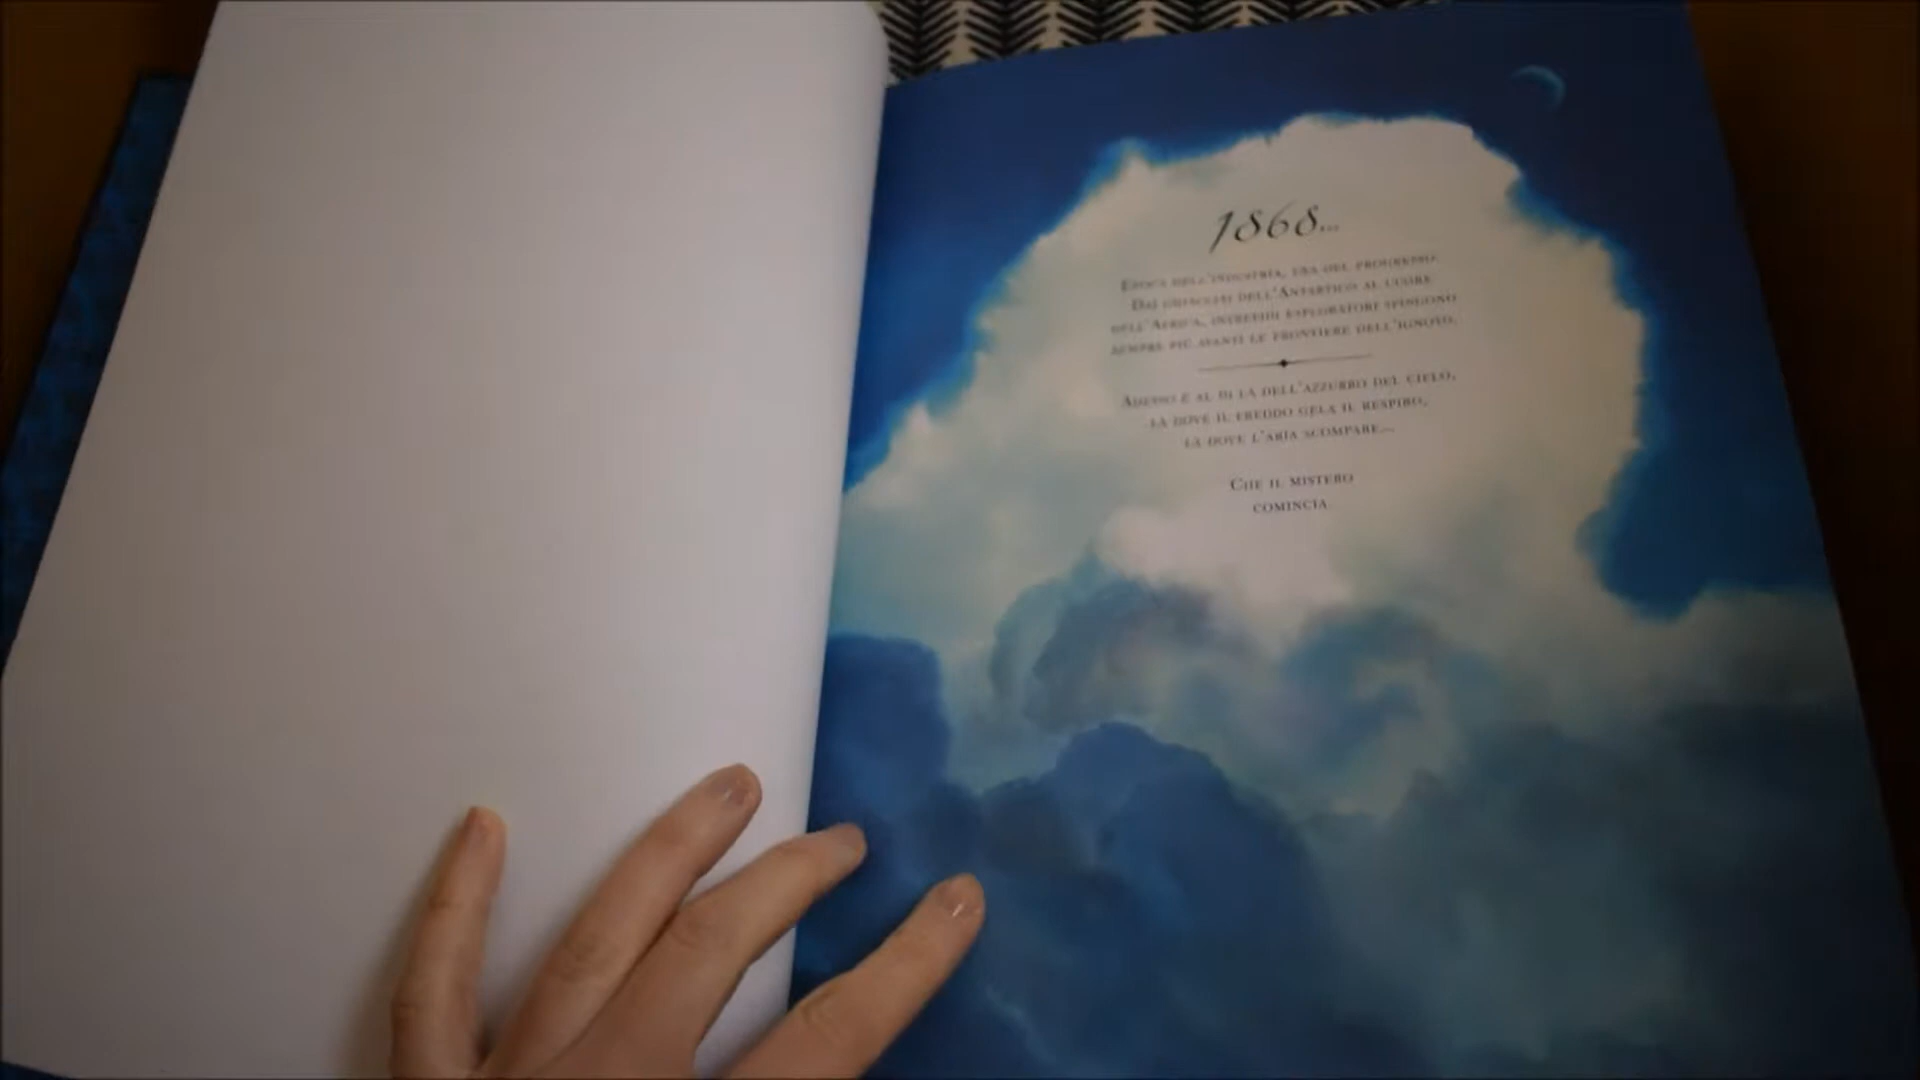 1868...
Epoca dell'industria, era del progresso.
Dai ghiacci dell'Antartico al cuore
dell'Africa, intrepidi esploratori spingono
sempre più avanti le frontiere dell'ignoto.
Adesso è al di là dell'azzurro del cielo,
là dove il freddo gela il respiro,
là dove l'aria scompare...
Che il mistero
comincia.